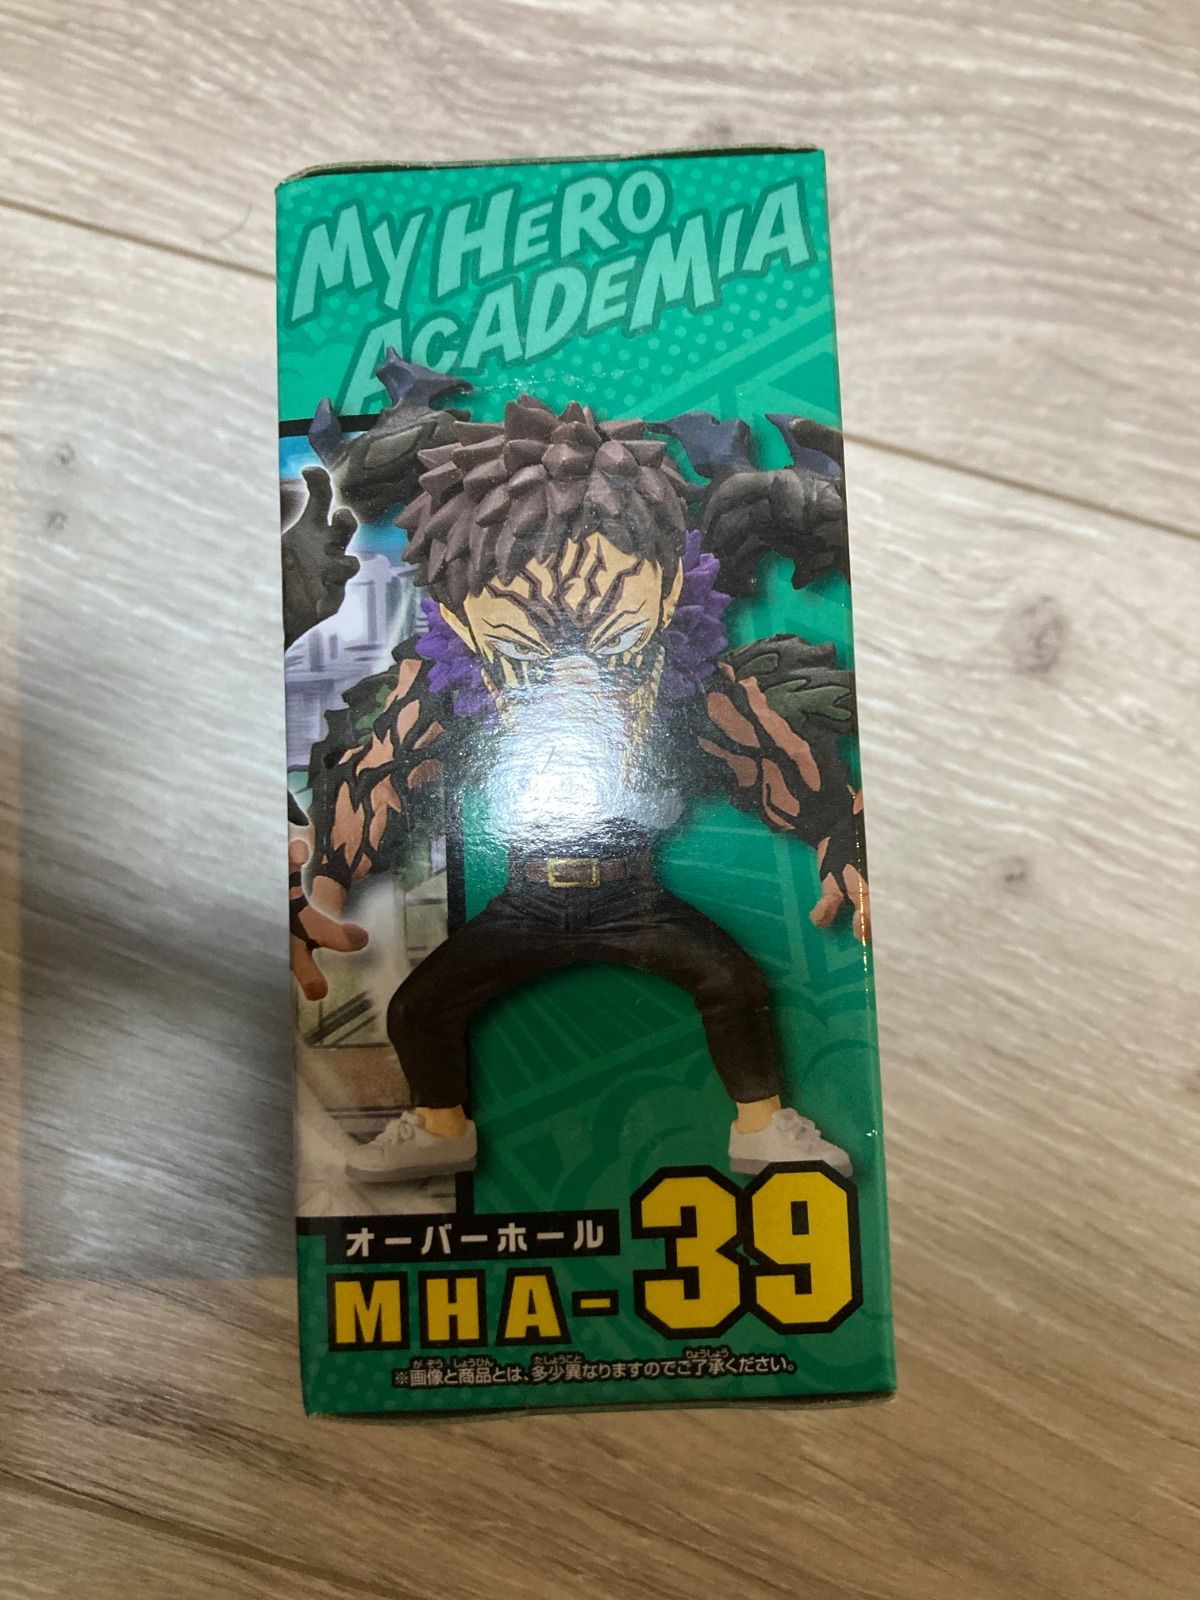 MY HERO
ACADEMIA
オーバーホール
MHA-39
※画像と商品とは、多少異なりますのでご了承ください。